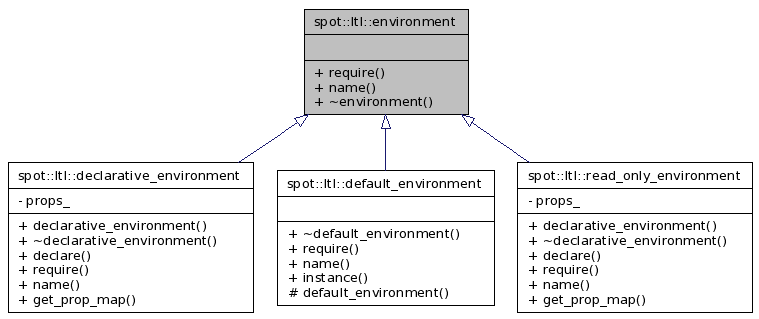 spot::ltl::environment
+ require()
+ name()
+ ~environment()
spot::ltl::declarative_environment
- props_
+ declarative_environment()
+ ~declarative_environment()
+ declare()
+ require()
+ name()
+ get_prop_map()
spot::ltl::default_environment
+ ~default_environment()
+ require()
+ name()
+ instance()
# default_environment()
spot::ltl::read_only_environment
- props_
+ declarative_environment()
+ ~declarative_environment()
+ declare()
+ require()
+ name()
+ get_prop_map()